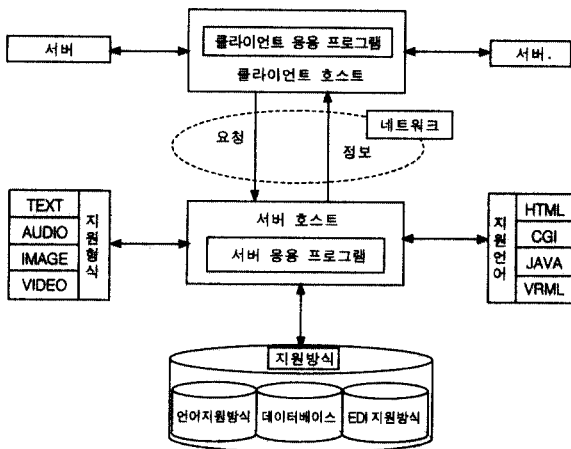 서버
클라이언트 응용 프로그램
클라이언트 호스트
서버.
네트워크
요청
정보
TEXT
AUDIO
IMAGE
VIDEO
지원형식
서버 호스트
서버 응용 프로그램
지원언어
HTML
CGI
JAVA
VRML
지원방식
언어지원방식
데이터베이스
EDI 지원방식